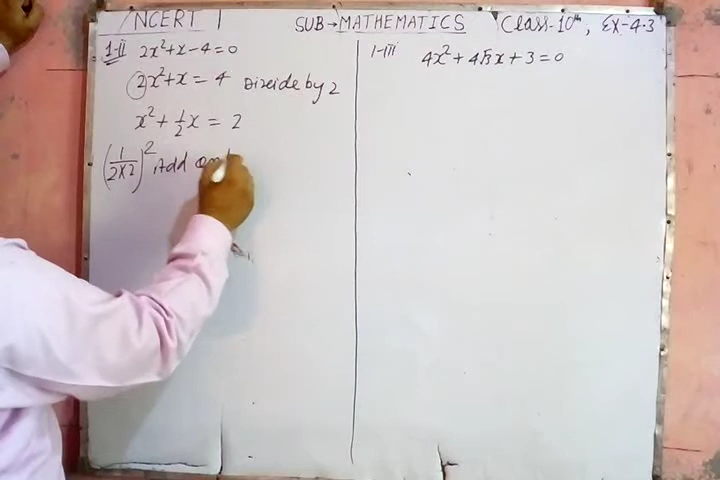 NCERT 1 SUB→MATHEMATICS Class-10th, EX-4.3
1-ii 2x²+x-4=0
2x²+x = 4 Divide by 2
x²+½x = 2
(1/2×2)² Add
1-iii 4x²+4√3x+3=0